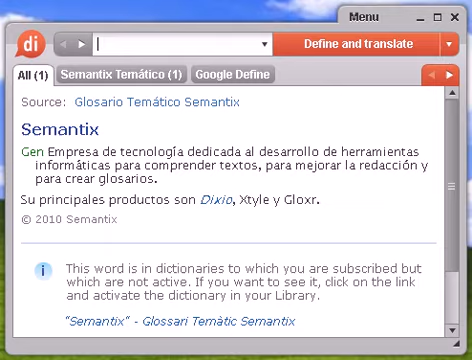 Menu
di
Define and translate
All (1)
Semantix Temático (1)
Google Define
Source: Glosario Temático Semantix
Semantix
Gen Empresa de tecnología dedicada al desarrollo de herramientas
informáticas para comprender textos, para mejorar la redacción y
para crear glosarios.
Su principales productos son Dixio, Xtyle y Gloxr.
© 2010 Semantix
i
This word is in dictionaries to which you are subscribed but
which are not active. If you want to see it, click on the link
and activate the dictionary in your Library.
"Semantix" - Glossari Temàtic Semantix